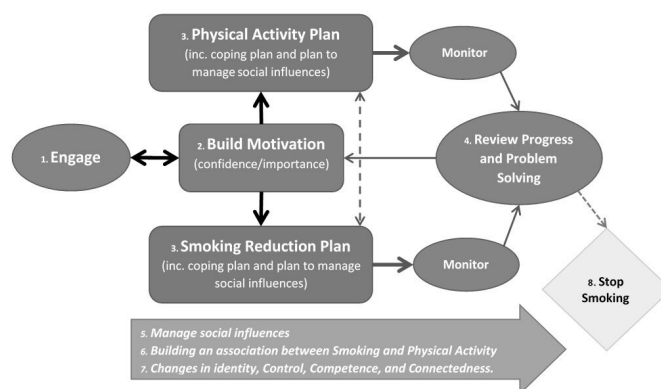 3. Physical Activity Plan
(inc. coping plan and plan to
manage social influences)
Monitor
1. Engage
2. Build Motivation
(confidence/importance)
4. Review Progress
and Problem
Solving
3. Smoking Reduction Plan
(inc. coping plan and plan to manage
social influences)
Monitor
8. Stop
Smoking
5. Manage social influences
6. Building an association between Smoking and Physical Activity
7. Changes in identity, Control, Competence, and Connectedness.